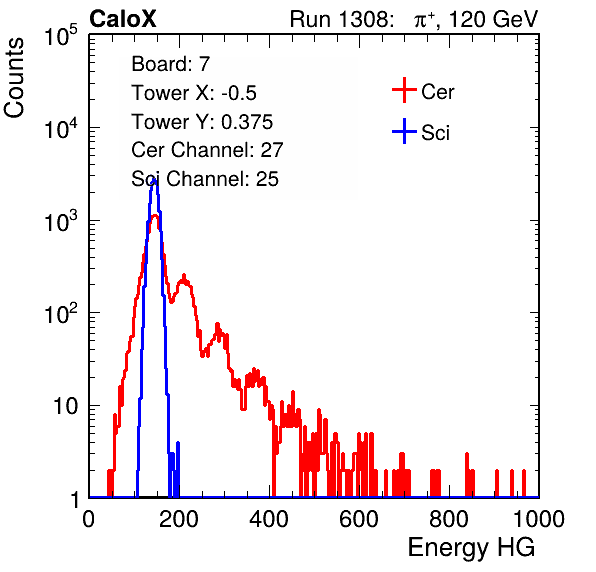 CaloX Run 1308: π⁺, 120 GeV
Counts
10⁵
10⁴
10³
10²
10
1
Board: 7
Tower X: -0.5
Tower Y: 0.375
Cer Channel: 27
Sci Channel: 25
Cer
Sci
0 200 400 600 800 1000
Energy HG